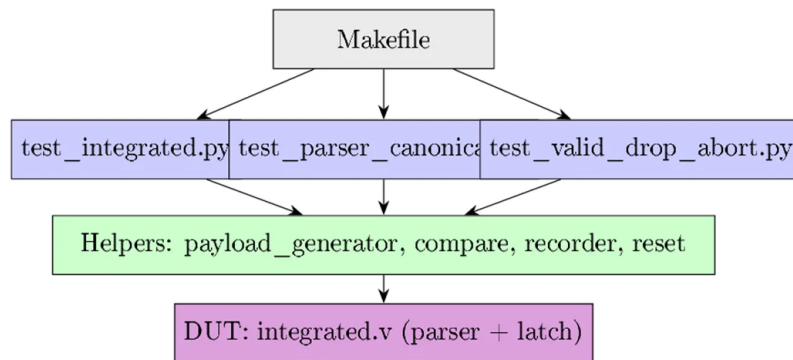 Makefile
test_integrated.py
test_parser_canonica
test_valid_drop_abort.py
Helpers: payload_generator, compare, recorder, reset
DUT: integrated.v (parser + latch)